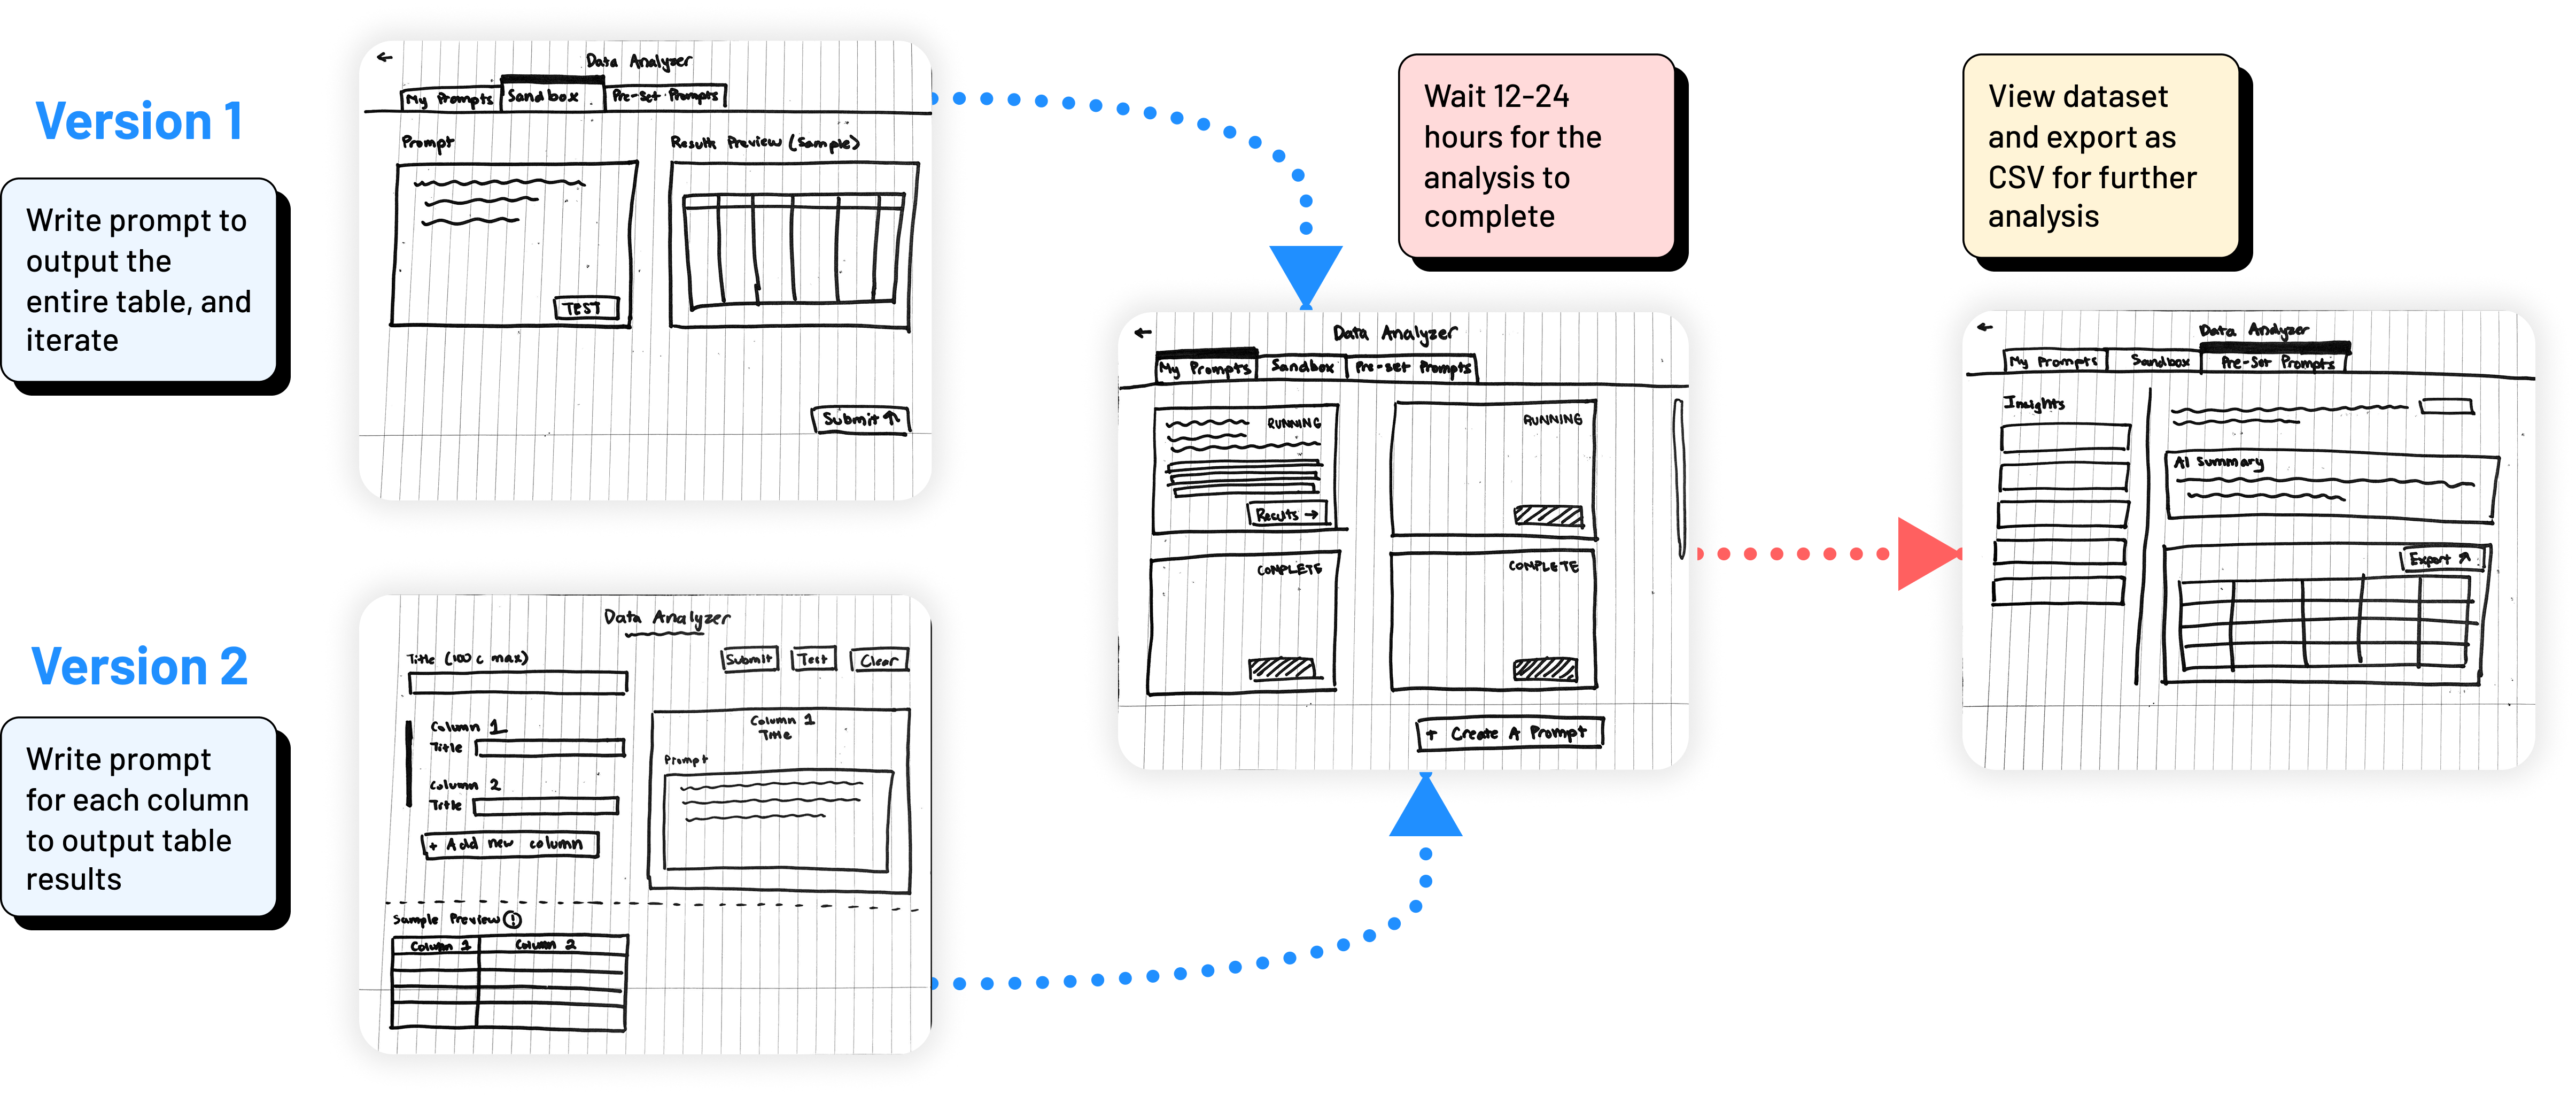 Version 1
Write prompt to
output the
entire table, and
iterate
←
Data Analyzer
My Prompts
Sandbox
Pre-set Prompts
Prompt
Results Preview (Sample)
TEST
Submit ↑
Version 2
Write prompt
for each column
to output table
results
Data Analyzer
Title (100 c max)
Submit
Test
Clear
Column 1
Title
Column 2
Title
+ Add new column
Column 1
Title
Prompt
Sample Preview !
Column 1
Column 2
Wait 12-24
hours for the
analysis to
complete
←
Data Analyzer
My Prompts
Sandbox
Pre-set Prompts
RUNNING
Results →
RUNNING
COMPLETE
COMPLETE
+ Create A Prompt
View dataset
and export as
CSV for further
analysis
←
Data Analyzer
My Prompts
Sandbox
Pre-Set Prompts
Insights
AI Summary
Export ↗